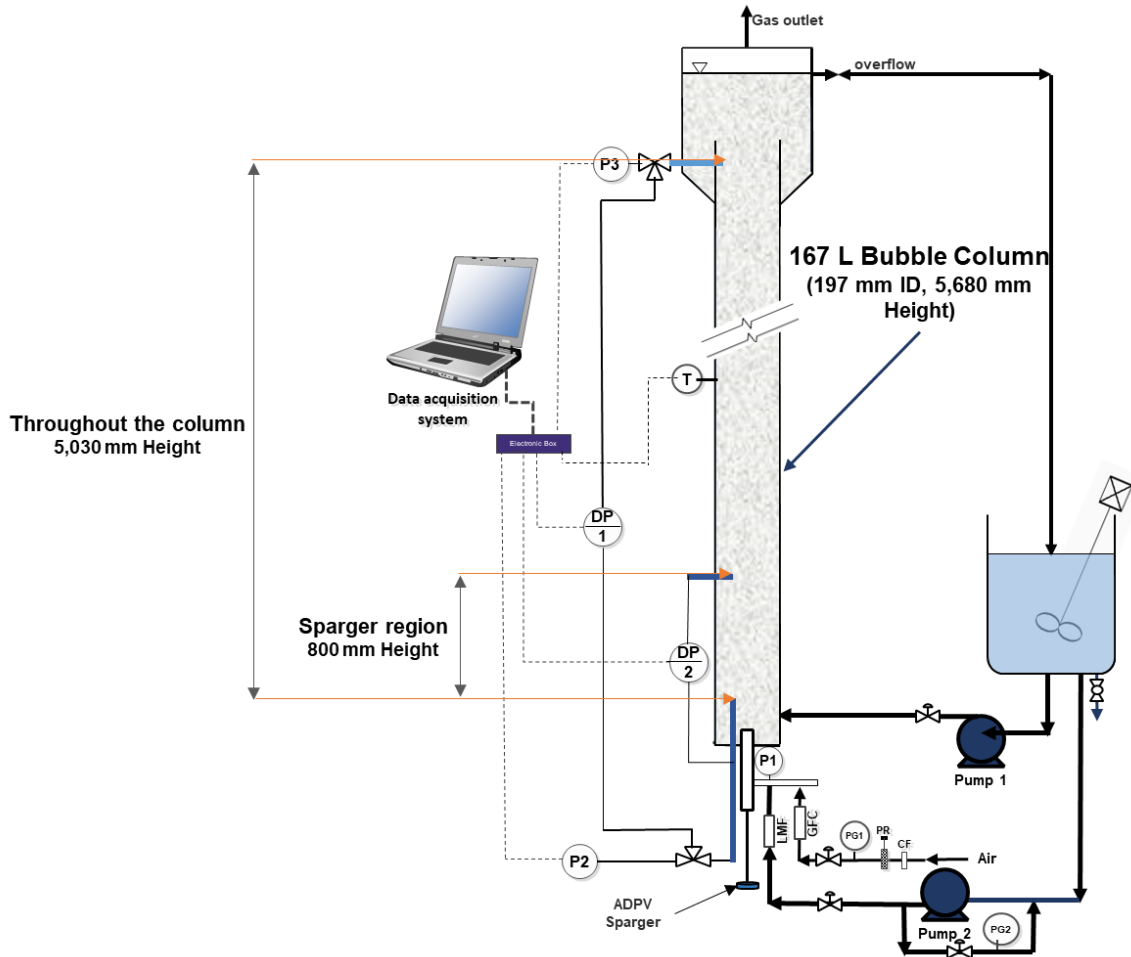 Gas outlet
overflow
P3
167 L Bubble Column
(197 mm ID, 5,680 mm
Height)
T
Data acquisition
system
Throughout the column
5,030 mm Height
Electronic Box
DP
1
Sparger region
800 mm Height
DP
2
P1
Pump 1
LMF
GFC
PG1
PR
CF
Air
P2
ADPV
Sparger
Pump 2
PG2